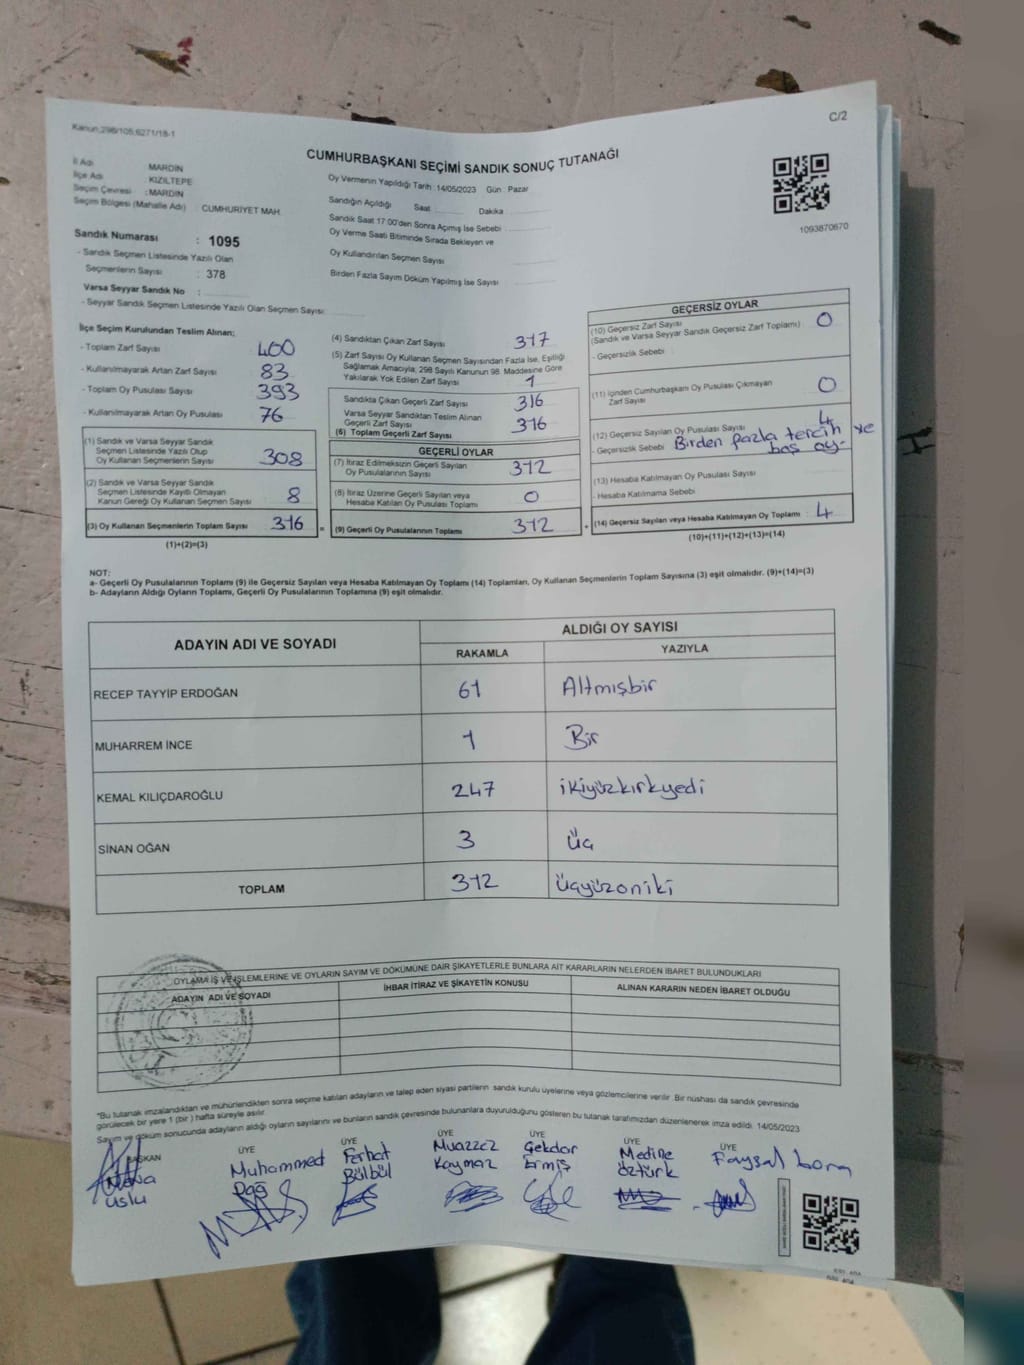 Kanun:298/105;6271/18-1
C/2
CUMHURBAŞKANI SEÇİMİ SANDIK SONUÇ TUTANAĞI
İl Adı MARDİN
İlçe Adı KIZILTEPE
Seçim Çevresi : MARDİN
Seçim Bölgesi (Mahalle Adı) : CUMHURİYET MAH.
Sandık Numarası : 1095
- Sandık Seçmen Listesinde Yazılı Olan
Seçmenlerin Sayısı : 378
Varsa Seyyar Sandık No :
- Seyyar Sandık Seçmen Listesinde Yazılı Olan Seçmen Sayısı:
Oy Vermenin Yapıldığı Tarih :14/05/2023 Gün : Pazar
Sandığın Açıldığı Saat Dakika
Sandık Saat 17:00'den Sonra Açımış İse Sebebi
Oy Verme Saati Bitiminde Sırada Bekleyen ve
Oy Kullandırılan Seçmen Sayısı
Birden Fazla Sayım Döküm Yapılmış İse Sayısı
1093870670
İlçe Seçim Kurulundan Teslim Alınan;
- Toplam Zarf Sayısı 400
- Kullanılmayarak Artan Zarf Sayısı 83
- Toplam Oy Pusulası Sayısı 393
- Kullanılmayarak Artan Oy Pusulası 76
(1) Sandık ve Varsa Seyyar Sandık
Seçmen Listesinde Yazılı Olup
Oy Kullanan Seçmenlerin Sayısı 308
(2) Sandık ve Varsa Seyyar Sandık
Seçmen Listesinde Kayıtlı Olmayan
Kanun Gereği Oy Kullanan Seçmen Sayısı 8
(3) Oy Kullanan Seçmenlerin Toplam Sayısı 316 =
(1)+(2)=(3)
(4) Sandıktan Çıkan Zarf Sayısı 317
(5) Zarf Sayısı Oy Kullanan Seçmen Sayısından Fazla İse, Eşitliği
Sağlamak Amacıyla; 298 Sayılı Kanunun 98. Maddesine Göre
Yakılarak Yok Edilen Zarf Sayısı 1
Sandıkta Çıkan Geçerli Zarf Sayısı 316
Varsa Seyyar Sandıktan Teslim Alınan
Geçerli Zarf Sayısı 316
(6) Toplam Geçerli Zarf Sayısı
GEÇERLİ OYLAR
(7) İtiraz Edilmeksizin Geçerli Sayılan
Oy Pusulalarının Sayısı 312
(8) İtiraz Üzerine Geçerli Sayılan veya
Hesaba Katılan Oy Pusulası Toplamı 0
(9) Geçerli Oy Pusulalarının Toplamı 312 +
GEÇERSİZ OYLAR
(10) Geçersiz Zarf Sayısı 0
(Sandık ve Varsa Seyyar Sandık Geçersiz Zarf Toplamı)
- Geçersizlik Sebebi :
(11) İçinden Cumhurbaşkanı Oy Pusulası Çıkmayan
Zarf Sayısı 0
(12) Geçersiz Sayılan Oy Pusulası Sayısı 4
- Geçersizlik Sebebi Birden fazla tercih ve
boş oy-
(13) Hesaba Katılmayan Oy Pusulası Sayısı
- Hesaba Katılmama Sebebi
(14) Geçersiz Sayılan veya Hesaba Katılmayan Oy Toplamı : 4
(10)+(11)+(12)+(13)=(14)
NOT:
a- Geçerli Oy Pusulalarının Toplamı (9) ile Geçersiz Sayılan veya Hesaba Katılmayan Oy Toplamı (14) Toplamları, Oy Kullanan Seçmenlerin Toplam Sayısına (3) eşit olmalıdır. (9)+(14)=(3)
b- Adayların Aldığı Oyların Toplamı, Geçerli Oy Pusulalarının Toplamına (9) eşit olmalıdır.
ADAYIN ADI VE SOYADI ALDIĞI OY SAYISI
RAKAMLA YAZIYLA
RECEP TAYYİP ERDOĞAN 61 Altmışbir
MUHARREM İNCE 1 Bir
KEMAL KILIÇDAROĞLU 247 ikiyüzkırkyedi
SİNAN OĞAN 3 Üç
TOPLAM 312 Üçyüzoniki
OYLAMA İŞ VE İŞLEMLERİNE VE OYLARIN SAYIM VE DÖKÜMÜNE DAİR ŞİKAYETLERLE BUNLARA AİT KARARLARIN NELERDEN İBARET BULUNDUKLARI
ADAYIN ADI VE SOYADI İHBAR İTİRAZ VE ŞİKAYETİN KONUSU ALINAN KARARIN NEDEN İBARET OLDUĞU
"Bu tutanak imzalandıktan ve mühürlendikten sonra seçime katılan adayların ve talep eden siyasi partilerin sandık kurulu üyelerine veya gözlemcilerine verilir. Bir nüshası da sandık çevresinde
görülecek bir yere 1 (bir ) hafta süreyle asılır.
Sayım ve döküm sonucunda adayların aldığı oyların sayılarını ve bunların sandık çevresinde bulunanlara duyurulduğunu gösteren bu tutanak tarafımızdan düzenlenerek imza edildi. 14/05/2023
BAŞKAN ÜYE ÜYE ÜYE ÜYE ÜYE ÜYE
Uslu
Muhammed
Dağ
Ferhat
Bülbül
Muazzez
Kaymaz
Ermiş
Medine
Öztürk
Faysal